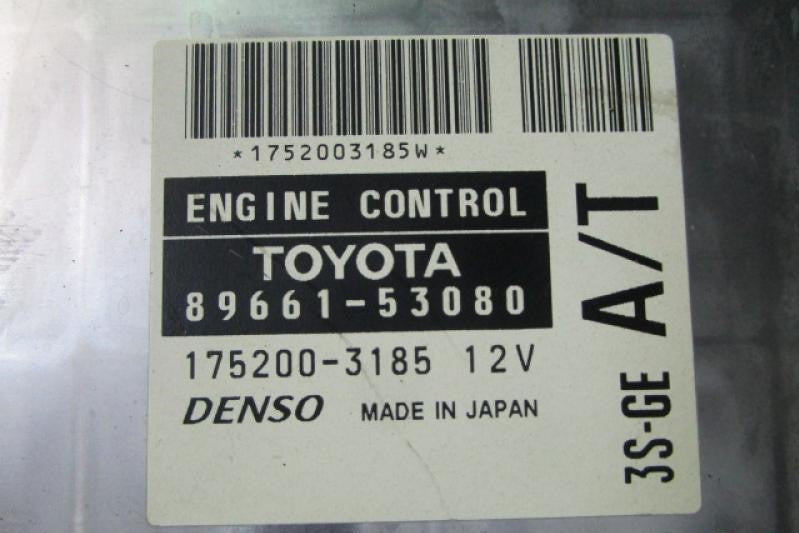 *1752003185W*
ENGINE CONTROL
TOYOTA
89661-53080
175200-3185 12V
DENSO MADE IN JAPAN
3S-GE A/T